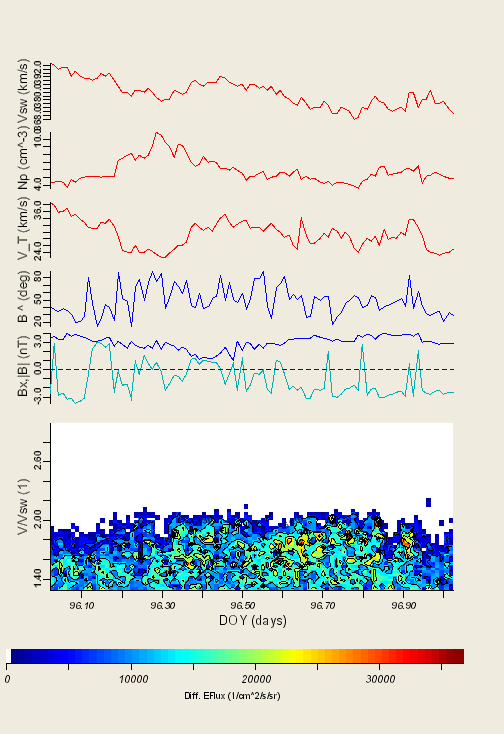 Vsw (km/s)
368.0 380.0 392.0
Np (cm^-3)
4.0 10.0
V_T (km/s)
24.0 36.0
B ^ (deg)
20 50 80
Bx,|B| (nT)
-3.0 0.0 3.0
V/Vsw (1)
1.40 2.00 2.60
96.10 96.30 96.50 96.70 96.90
DOY (days)
0 10000 20000 30000
Diff. EFlux (1/cm^2/s/sr)